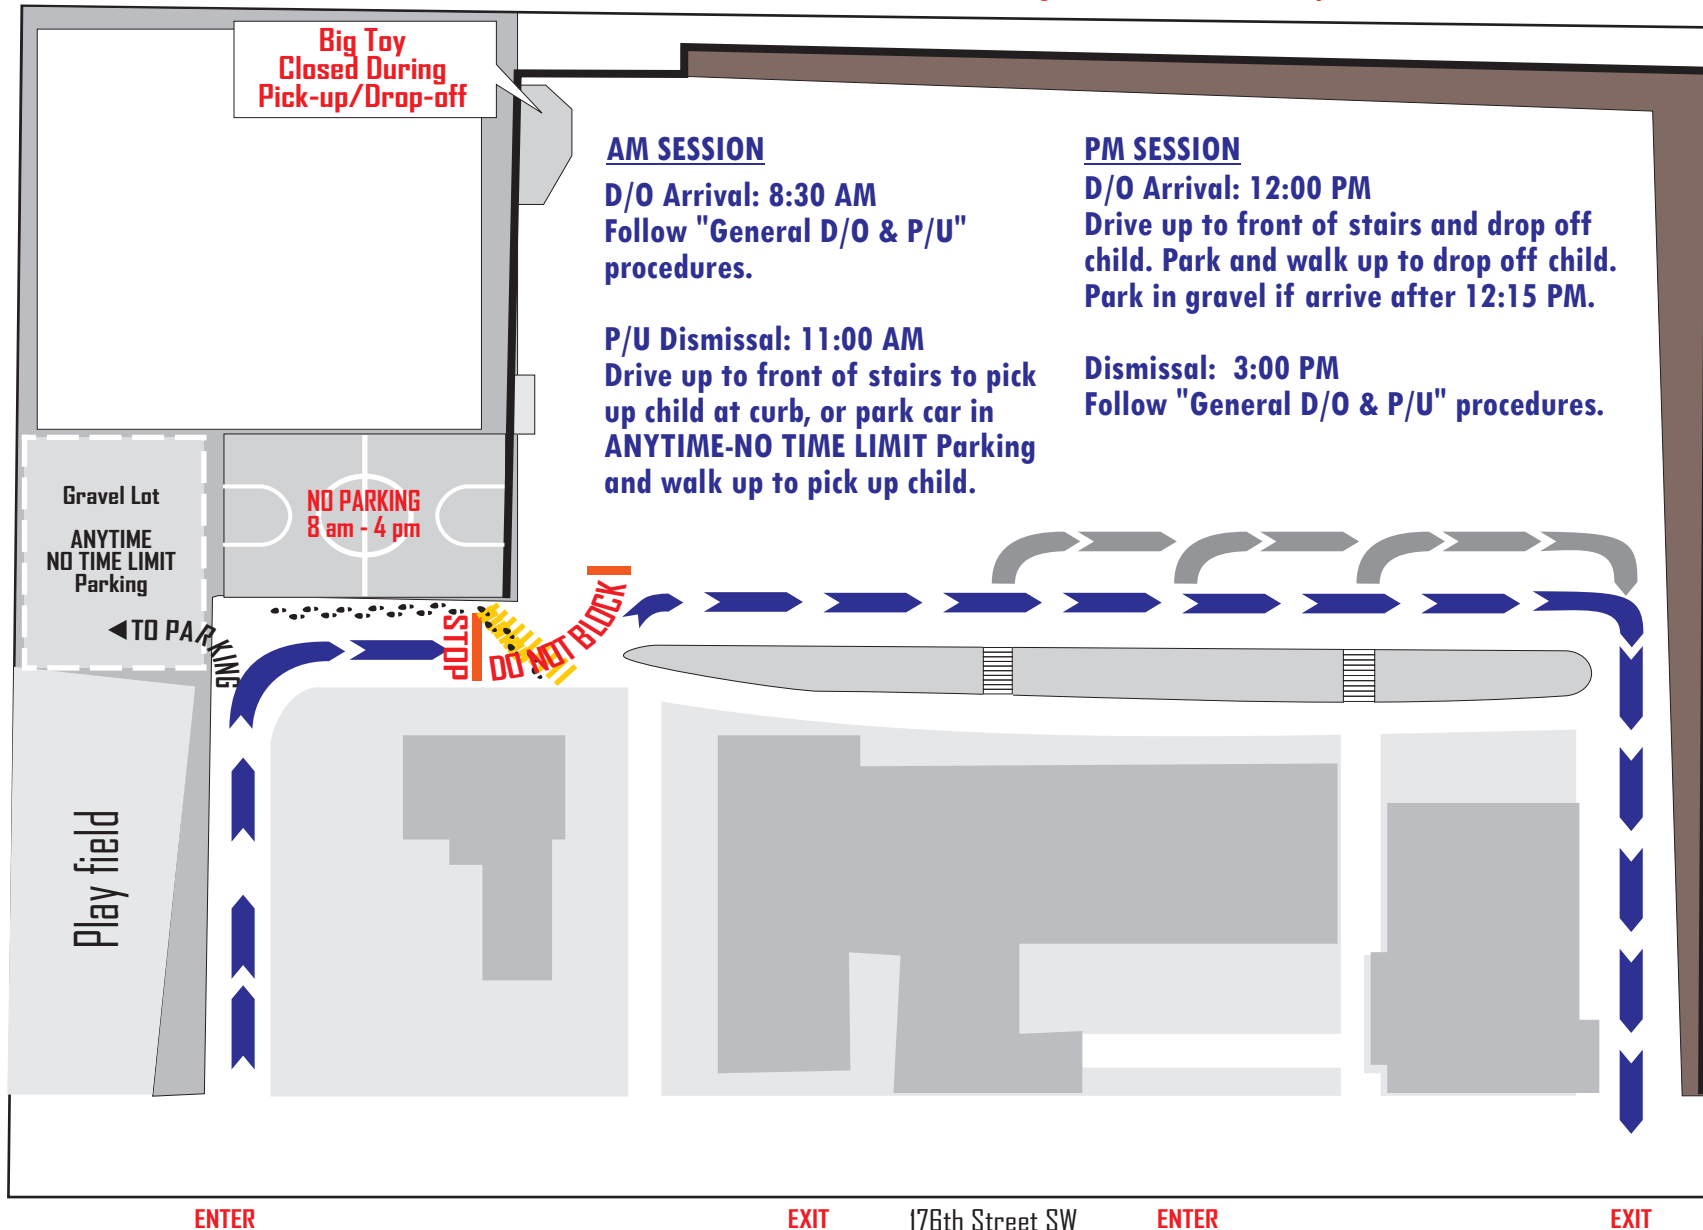 Big Toy
Closed During
Pick-up/Drop-off
AM SESSION
D/O Arrival: 8:30 AM
Follow "General D/O & P/U"
procedures.
P/U Dismissal: 11:00 AM
Drive up to front of stairs to pick
up child at curb, or park car in
ANYTIME-NO TIME LIMIT Parking
and walk up to pick up child.
PM SESSION
D/O Arrival: 12:00 PM
Drive up to front of stairs and drop off
child. Park and walk up to drop off child.
Park in gravel if arrive after 12:15 PM.
Dismissal: 3:00 PM
Follow "General D/O & P/U" procedures.
Gravel Lot
ANYTIME
NO TIME LIMIT
Parking
NO PARKING
8 am - 4 pm
TO PARKING
STOP
DO NOT BLOCK
Play field
ENTER
EXIT
176th Street SW
ENTER
EXIT